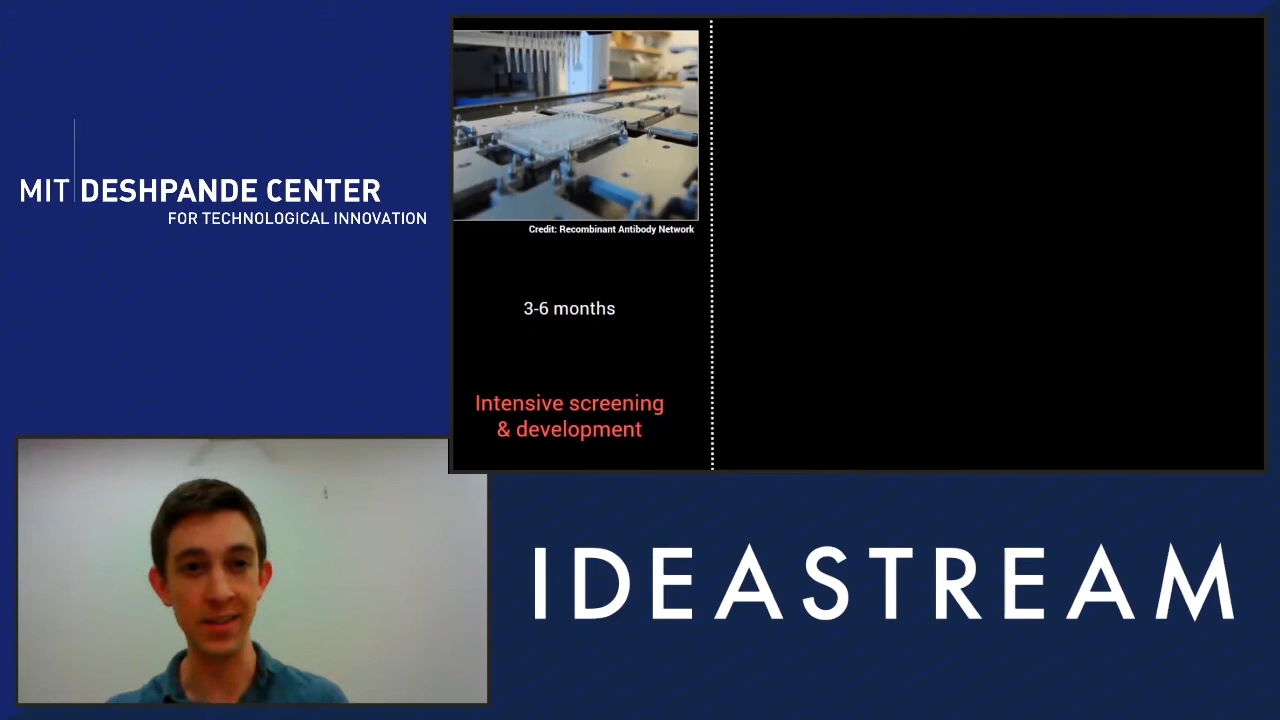 MIT DESHPANDE CENTER
FOR TECHNOLOGICAL INNOVATION
Credit: Recombinant Antibody Network
3-6 months
Intensive screening
& development
IDEASTREAM